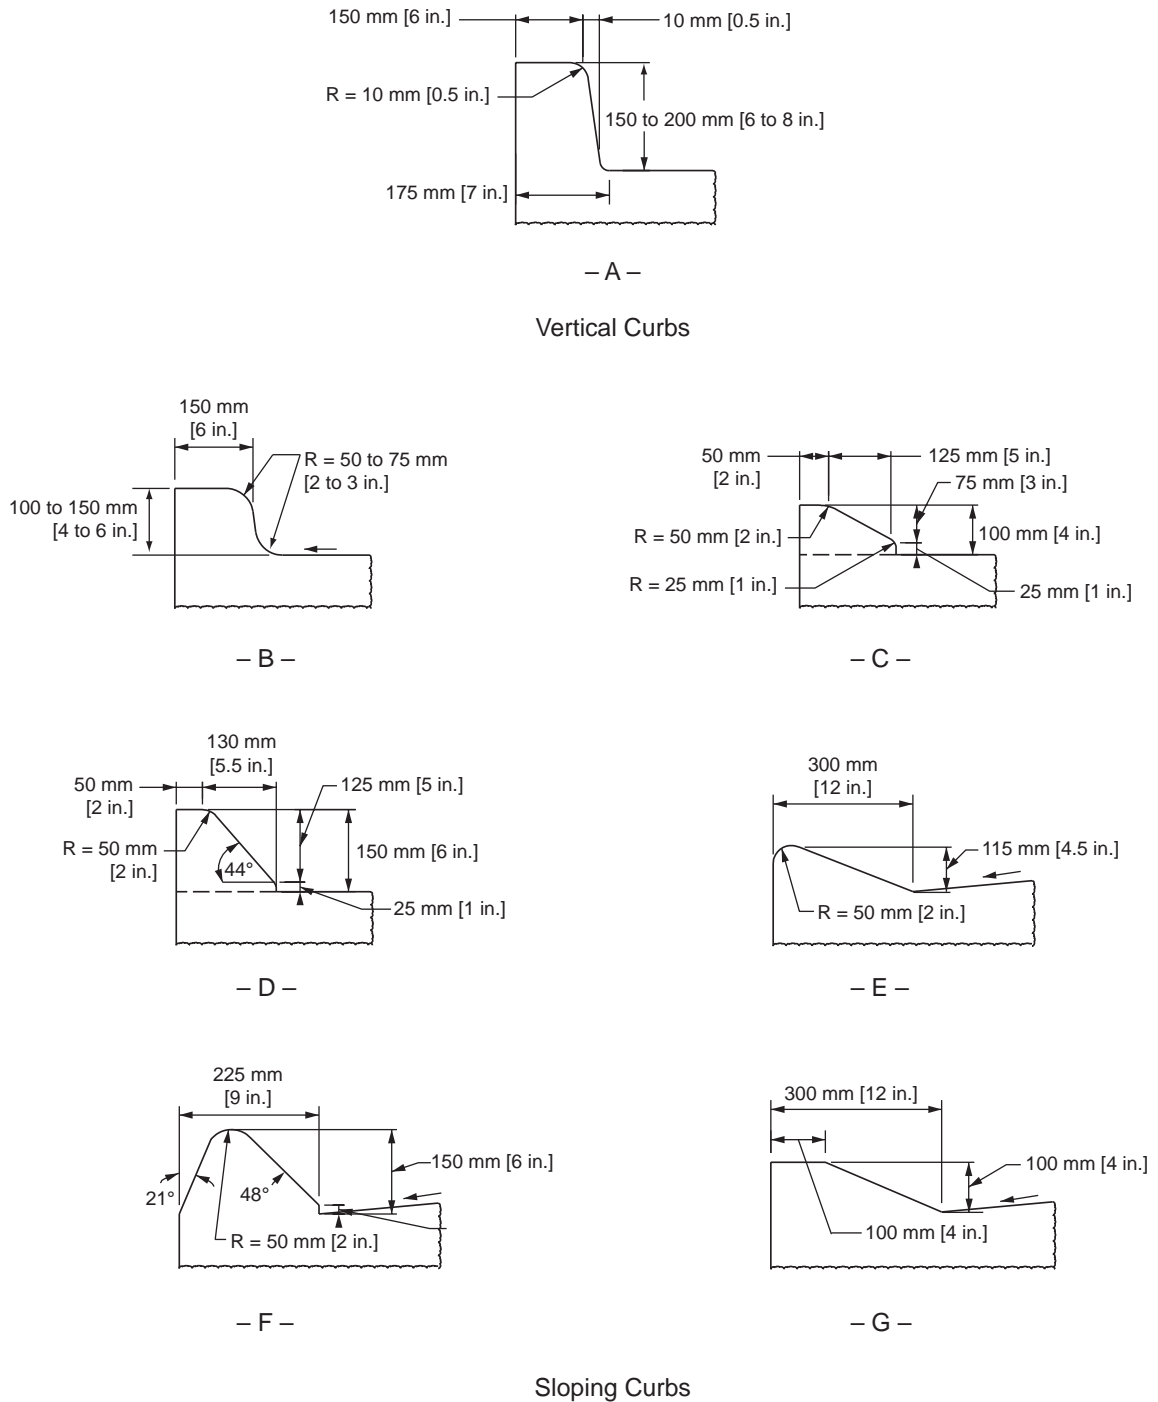 150 mm [6 in.]
10 mm [0.5 in.]
R = 10 mm [0.5 in.]
150 to 200 mm [6 to 8 in.]
175 mm [7 in.]
– A –
Vertical Curbs
150 mm
[6 in.]
R = 50 to 75 mm
[2 to 3 in.]
100 to 150 mm
[4 to 6 in.]
– B –
50 mm
[2 in.]
125 mm [5 in.]
75 mm [3 in.]
R = 50 mm [2 in.]
100 mm [4 in.]
R = 25 mm [1 in.]
25 mm [1 in.]
– C –
130 mm
[5.5 in.]
50 mm
[2 in.]
125 mm [5 in.]
R = 50 mm
[2 in.]
150 mm [6 in.]
44°
25 mm [1 in.]
– D –
300 mm
[12 in.]
115 mm [4.5 in.]
R = 50 mm [2 in.]
– E –
225 mm
[9 in.]
150 mm [6 in.]
21°
48°
R = 50 mm [2 in.]
– F –
300 mm [12 in.]
100 mm [4 in.]
100 mm [4 in.]
– G –
Sloping Curbs